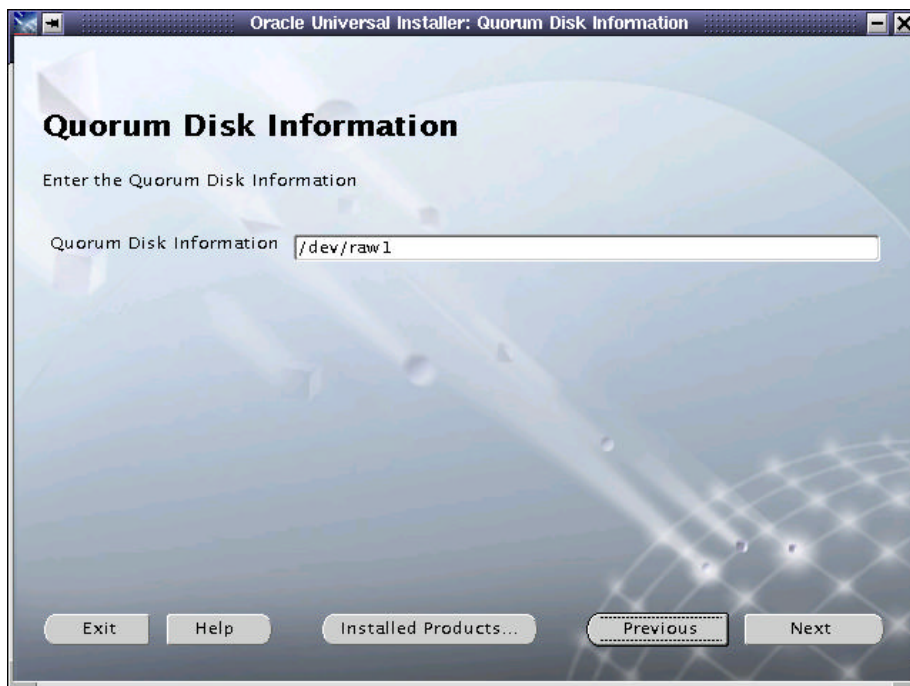 Oracle Universal Installer: Quorum Disk Information
Quorum Disk Information
Enter the Quorum Disk Information
Quorum Disk Information /dev/raw1
Exit Help Installed Products... Previous Next